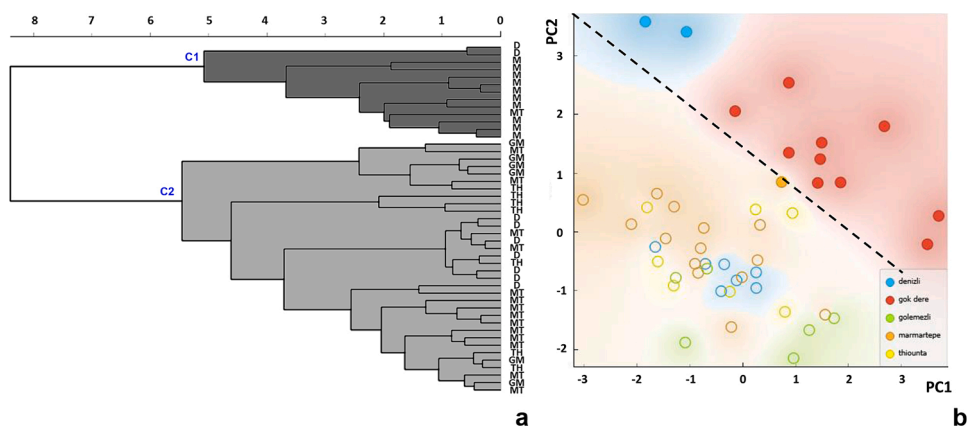 8 7 6 5 4 3 2 1 0
C1
C2
D
D
M
M
M
M
M
M
M
MT
M
M
M
GM
MT
GM
GM
GM
MT
TH
TH
TH
TH
D
D
MT
D
MT
D
TH
D
D
D
MT
MT
MT
MT
MT
MT
MT
MT
TH
GM
TH
MT
GM
MT
a
PC2
3
2
1
0
-1
-2
-3 -2 -1 0 1 2 3
PC1
denizli
gok dere
golemezli
marmartepe
thiounta
b